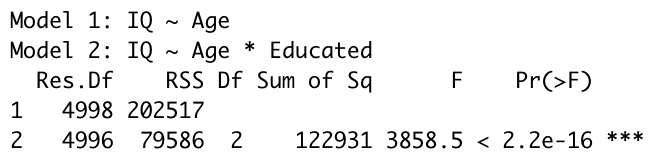 Model 1: IQ ~ Age
Model 2: IQ ~ Age * Educated
Res.Df RSS Df Sum of Sq F Pr(>F)
1 4998 202517
2 4996 79586 2 122931 3858.5 < 2.2e-16 ***